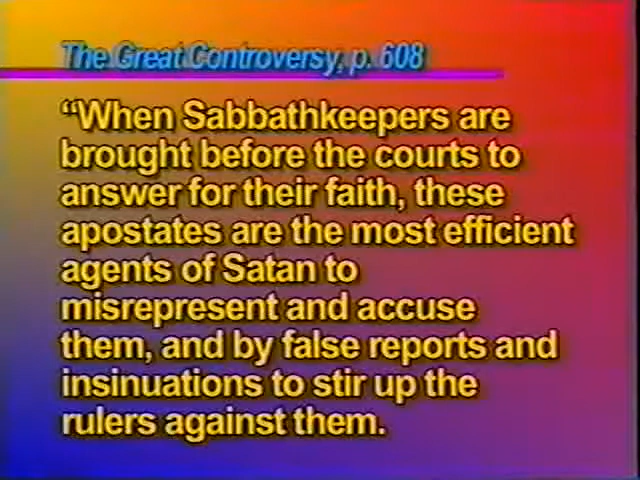 The Great Controversy, p. 608
“When Sabbathkeepers are
brought before the courts to
answer for their faith, these
apostates are the most efficient
agents of Satan to
misrepresent and accuse
them, and by false reports and
insinuations to stir up the
rulers against them.